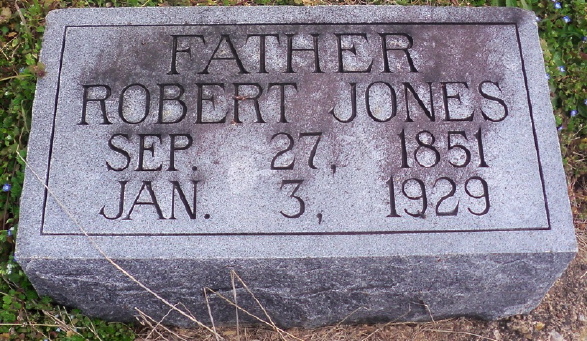 FATHER
ROBERT JONES
SEP. 27, 1851
JAN. 3, 1929